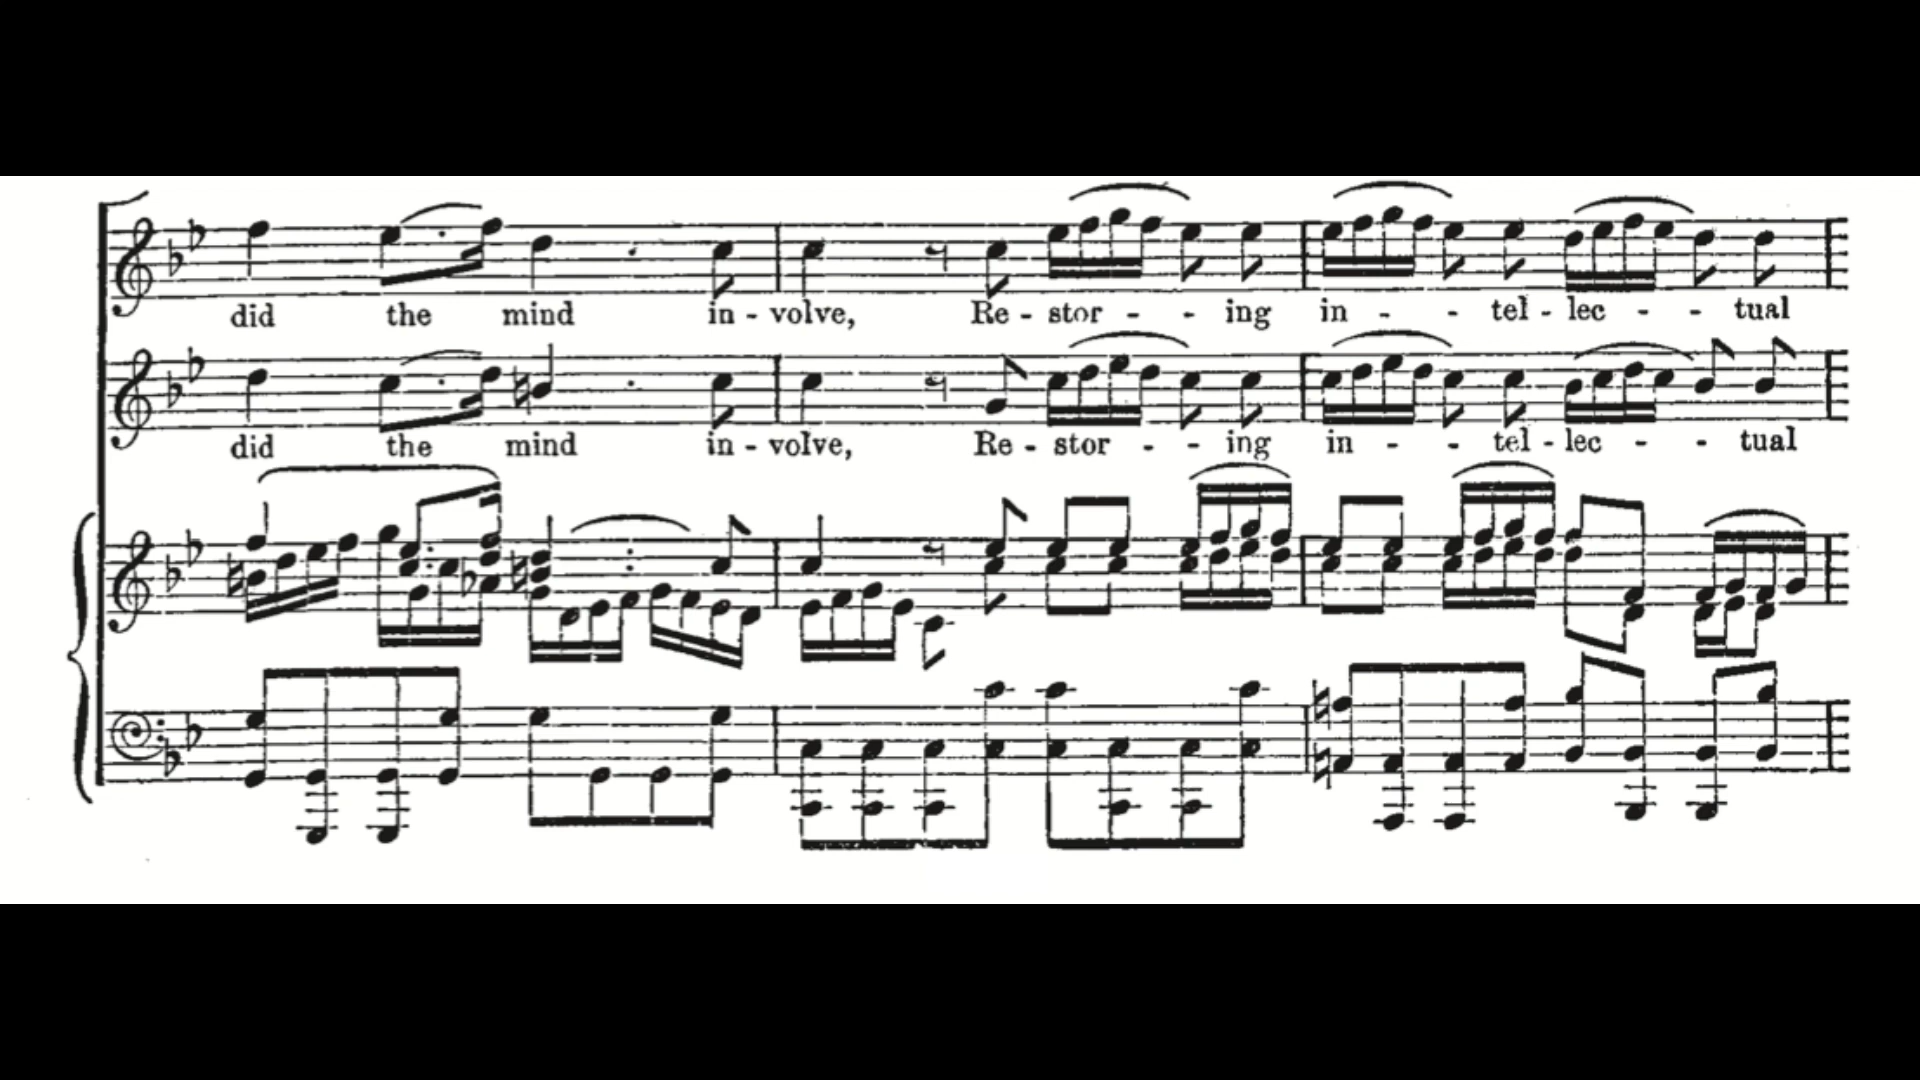 did the mind in - volve, Re - stor - - ing in - - tel - lec - - tual
did the mind in - volve, Re - stor - - ing in - - tel - lec - - tual